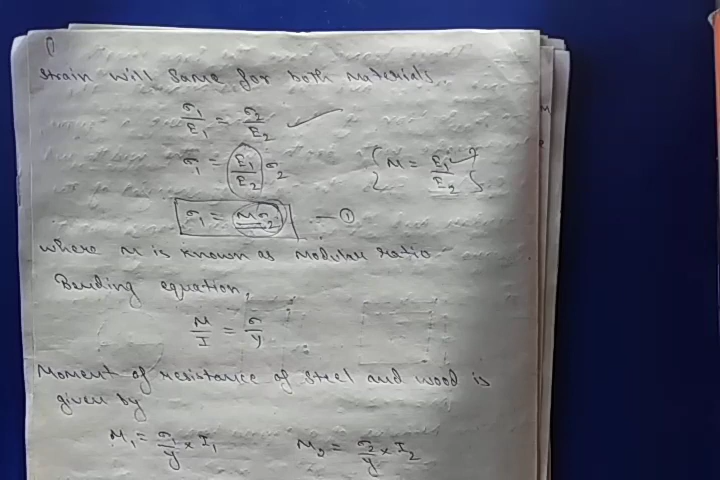 strain will same for both materials.
σ₁/E₁ = σ₂/E₂
σ₁ = E₁/E₂ σ₂ { M = E₁/E₂ }
σ₁ = mσ₂ — ①
where m is known as modular ratio
Bending equation,
M/I = σ/y
Moment of resistance of steel and wood is
given by
M₁ = σ₁/y × I₁ M₂ = σ₂/y × I₂